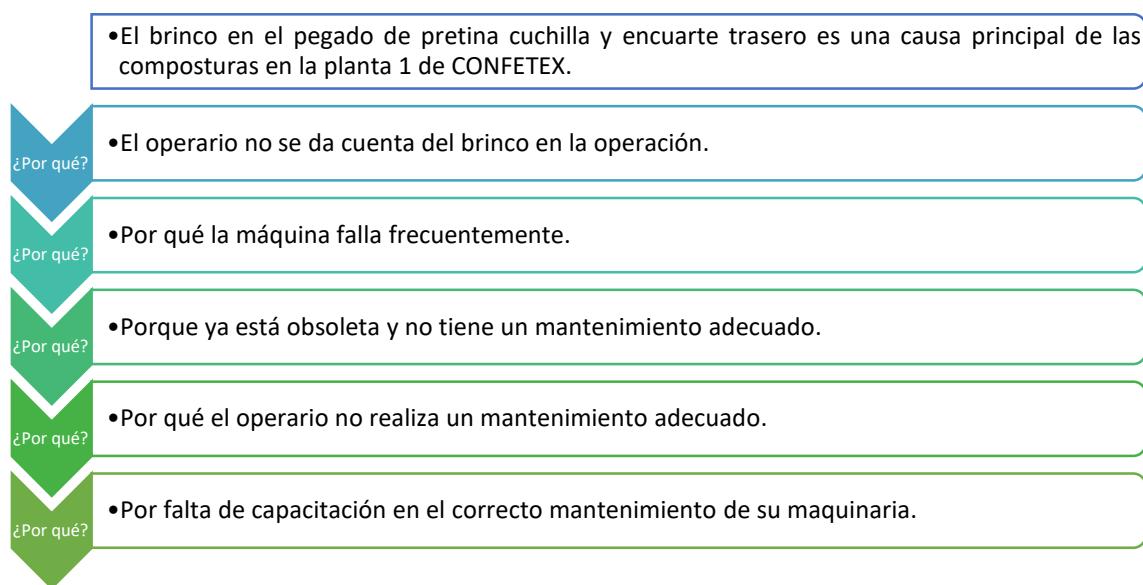 •El brinco en el pegado de pretina cuchilla y encuarte trasero es una causa principal de las
composturas en la planta 1 de CONFETEX.
¿Por qué?
•El operario no se da cuenta del brinco en la operación.
¿Por qué?
•Por qué la máquina falla frecuentemente.
¿Por qué?
•Porque ya está obsoleta y no tiene un mantenimiento adecuado.
¿Por qué?
•Por qué el operario no realiza un mantenimiento adecuado.
¿Por qué?
•Por falta de capacitación en el correcto mantenimiento de su maquinaria.